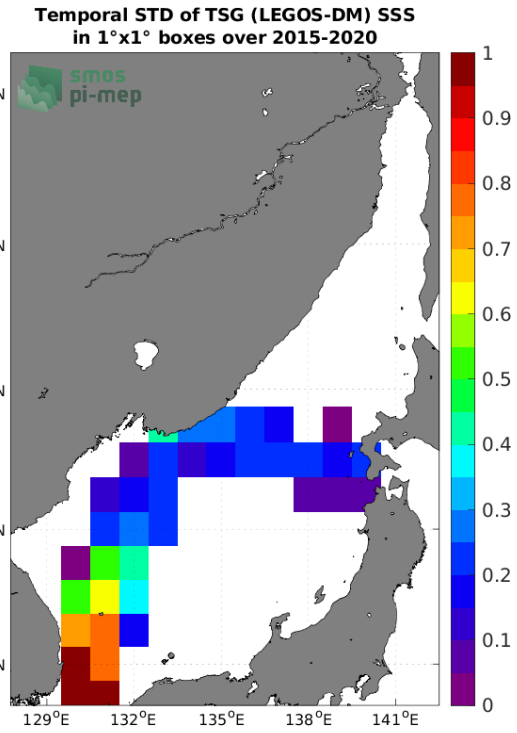 Temporal STD of TSG (LEGOS-DM) SSS
in 1°x1° boxes over 2015-2020
smos
pi-mep
1
0.9
0.8
0.7
0.6
0.5
0.4
0.3
0.2
0.1
0
N
N
N
N
N
129°E
132°E
135°E
138°E
141°E